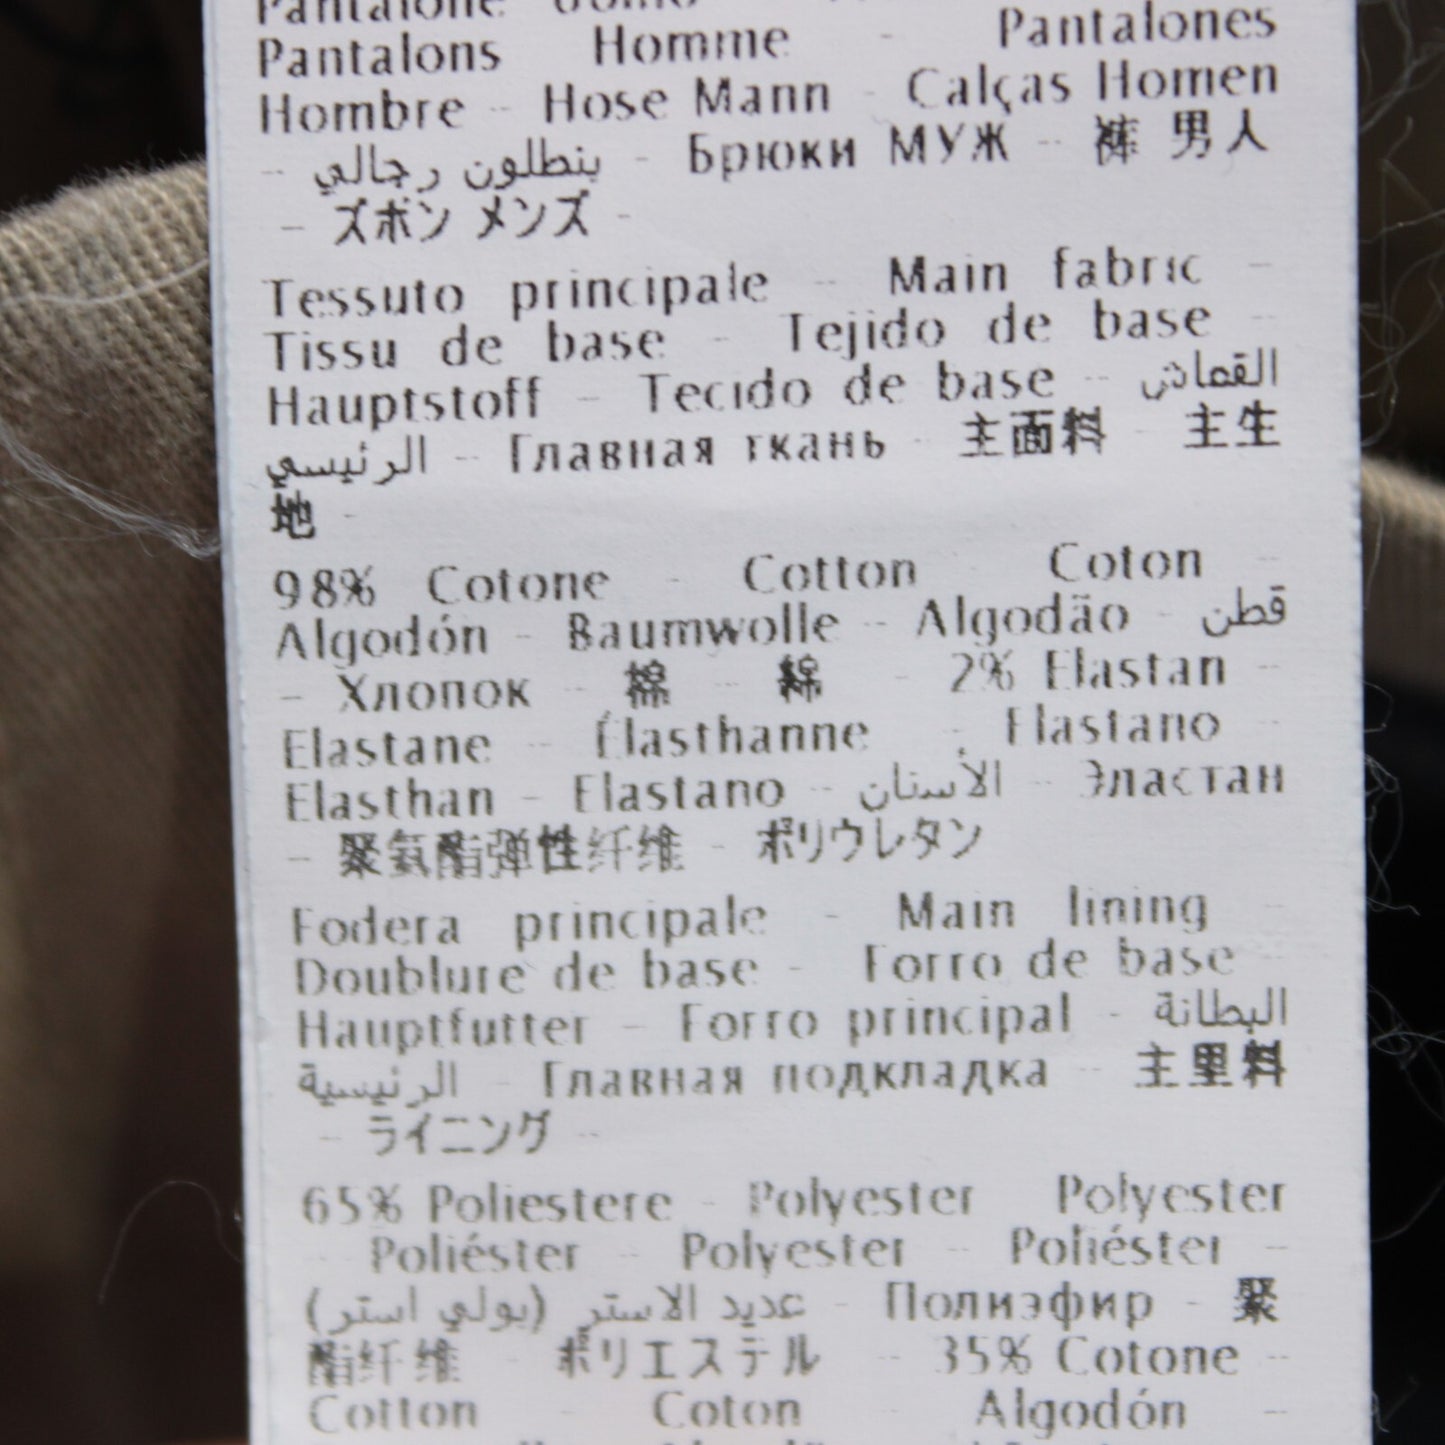 Pantalone Uomo
Pantalons Homme - Pantalones
Hombre - Hose Mann - Calças Homen
- بنطلون رجالي - Брюки МУЖ - 裤 男人
- ズボン メンズ -
Tessuto principale - Main fabric -
Tissu de base - Tejido de base -
Hauptstoff - Tecido de base - القماش
الرئيسي - Главная ткань - 主面料 - 主生
地 -
98% Cotone - Cotton - Coton -
Algodón - Baumwolle - Algodão - قطن
- Хлопок - 棉 - 綿 - 2% Elastan -
Elastane - Élasthanne - Elastano -
Elasthan - Elastano - الأستان - Эластан
- 聚氨酯弹性纤维 - ポリウレタン
Fodera principale - Main lining -
Doublure de base - Forro de base -
Hauptfutter - Forro principal - البطانة
الرئيسية - Главная подкладка - 主里料
- ライニング -
65% Poliestere - Polyester - Polyester
- Poliéster - Polyester - Poliéster -
عديد الاستر (بولي استر) - Полиэфир - 聚
酯纤维 - ポリエステル - 35% Cotone -
Cotton - Coton - Algodón -